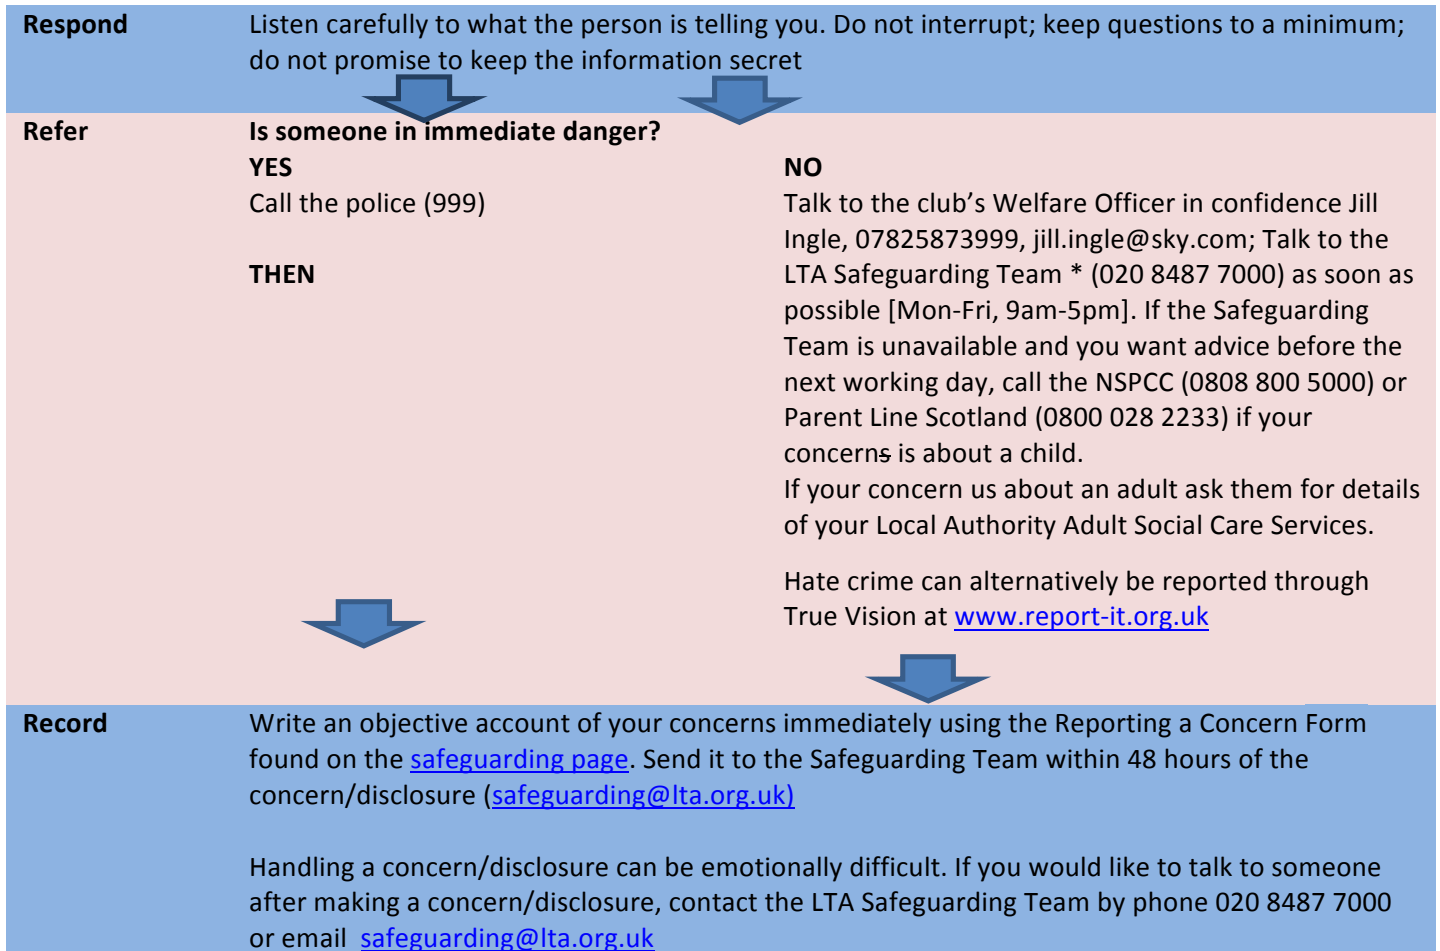 Respond
Listen carefully to what the person is telling you. Do not interrupt; keep questions to a minimum;
do not promise to keep the information secret
Refer
Is someone in immediate danger?
YES
Call the police (999)
THEN
NO
Talk to the club’s Welfare Officer in confidence Jill
Ingle, 07825873999, jill.ingle@sky.com; Talk to the
LTA Safeguarding Team * (020 8487 7000) as soon as
possible [Mon-Fri, 9am-5pm]. If the Safeguarding
Team is unavailable and you want advice before the
next working day, call the NSPCC (0808 800 5000) or
Parent Line Scotland (0800 028 2233) if your
concerns is about a child.
If your concern us about an adult ask them for details
of your Local Authority Adult Social Care Services.
Hate crime can alternatively be reported through
True Vision at www.report-it.org.uk
Record
Write an objective account of your concerns immediately using the Reporting a Concern Form
found on the safeguarding page. Send it to the Safeguarding Team within 48 hours of the
concern/disclosure (safeguarding@lta.org.uk)
Handling a concern/disclosure can be emotionally difficult. If you would like to talk to someone
after making a concern/disclosure, contact the LTA Safeguarding Team by phone 020 8487 7000
or email safeguarding@lta.org.uk